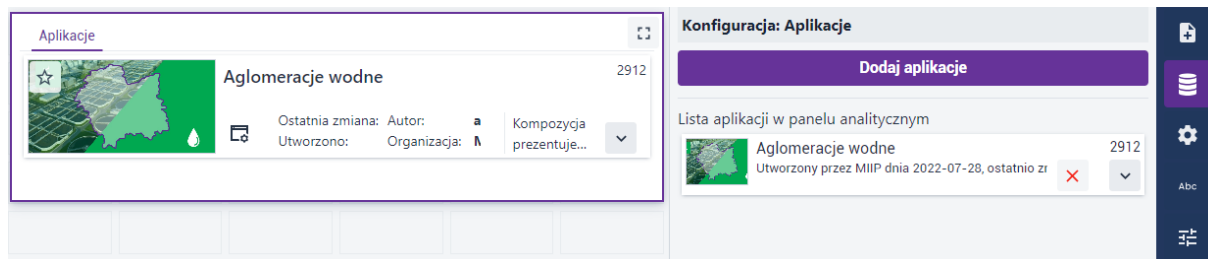 Aplikacje
Aglomeracje wodne
2912
Ostatnia zmiana: Autor: a
Utworzono: Organizacja:
Kompozycja
prezentuje...
Konfiguracja: Aplikacje
Dodaj aplikacje
Lista aplikacji w panelu analitycznym
Aglomeracje wodne
2912
Utworzony przez MIIP dnia 2022-07-28, ostatnio
Abc